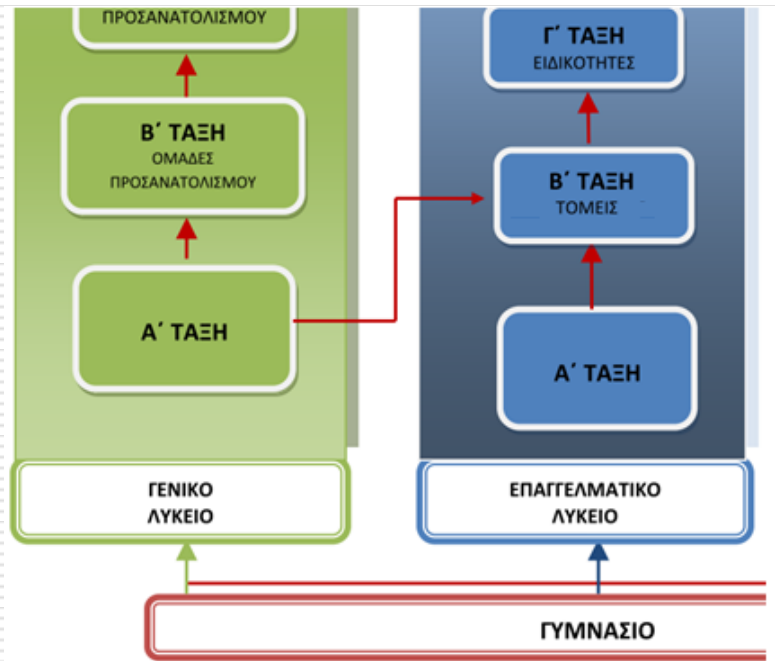 ΠΡΟΣΑΝΑΤΟΛΙΣΜΟΥ
Β΄ ΤΑΞΗ
ΟΜΑΔΕΣ
ΠΡΟΣΑΝΑΤΟΛΙΣΜΟΥ
Α΄ ΤΑΞΗ
ΓΕΝΙΚΟ
ΛΥΚΕΙΟ
Γ΄ ΤΑΞΗ
ΕΙΔΙΚΟΤΗΤΕΣ
Β΄ ΤΑΞΗ
ΤΟΜΕΙΣ
Α΄ ΤΑΞΗ
ΕΠΑΓΓΕΛΜΑΤΙΚΟ
ΛΥΚΕΙΟ
ΓΥΜΝΑΣΙΟ